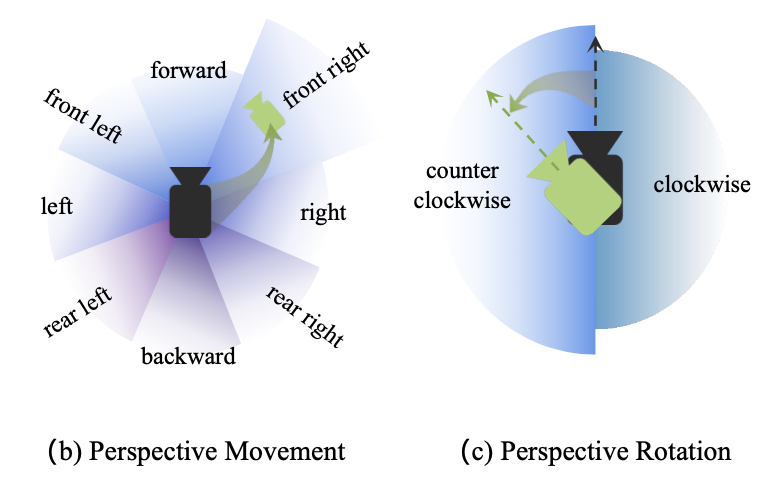 forward
front left
front right
left
right
rear left
rear right
backward
(b) Perspective Movement
counter
clockwise
clockwise
(c) Perspective Rotation